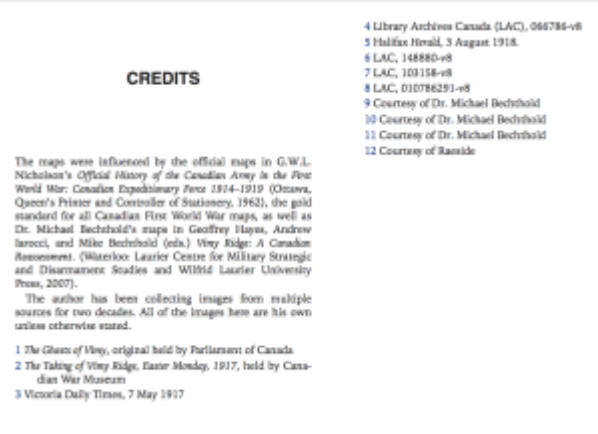 CREDITS
The maps were influenced by the official maps in G.W.L.
Nicholson's Official History of the Canadian Army in the First
World War: Canadian Expeditionary Force 1914–1919 (Ottawa,
Queen's Printer and Controller of Stationery, 1962), the gold
standard for all Canadian First World War maps, as well as
Dr. Michael Bechthold's maps in Geoffrey Hayes, Andrew
Iarocci, and Mike Bechthold (eds.) Vimy Ridge: A Canadian
Reassessment. (Waterloo: Laurier Centre for Military Strategic
and Disarmament Studies and Wilfrid Laurier University
Press, 2007).
The author has been collecting images from multiple
sources for two decades. All of the images here are his own
unless otherwise stated.
1 The Ghosts of Vimy, original held by Parliament of Canada
2 The Taking of Vimy Ridge, Easter Monday, 1917, held by Cana-
dian War Museum
3 Victoria Daily Times, 7 May 1917
4 Library Archives Canada (LAC), 066786-v8
5 Halifax Herald, 3 August 1918.
6 LAC, 148880-v8
7 LAC, 103158-v8
8 LAC, 010786291-v8
9 Courtesy of Dr. Michael Bechthold
10 Courtesy of Dr. Michael Bechthold
11 Courtesy of Dr. Michael Bechthold
12 Courtesy of Raeside